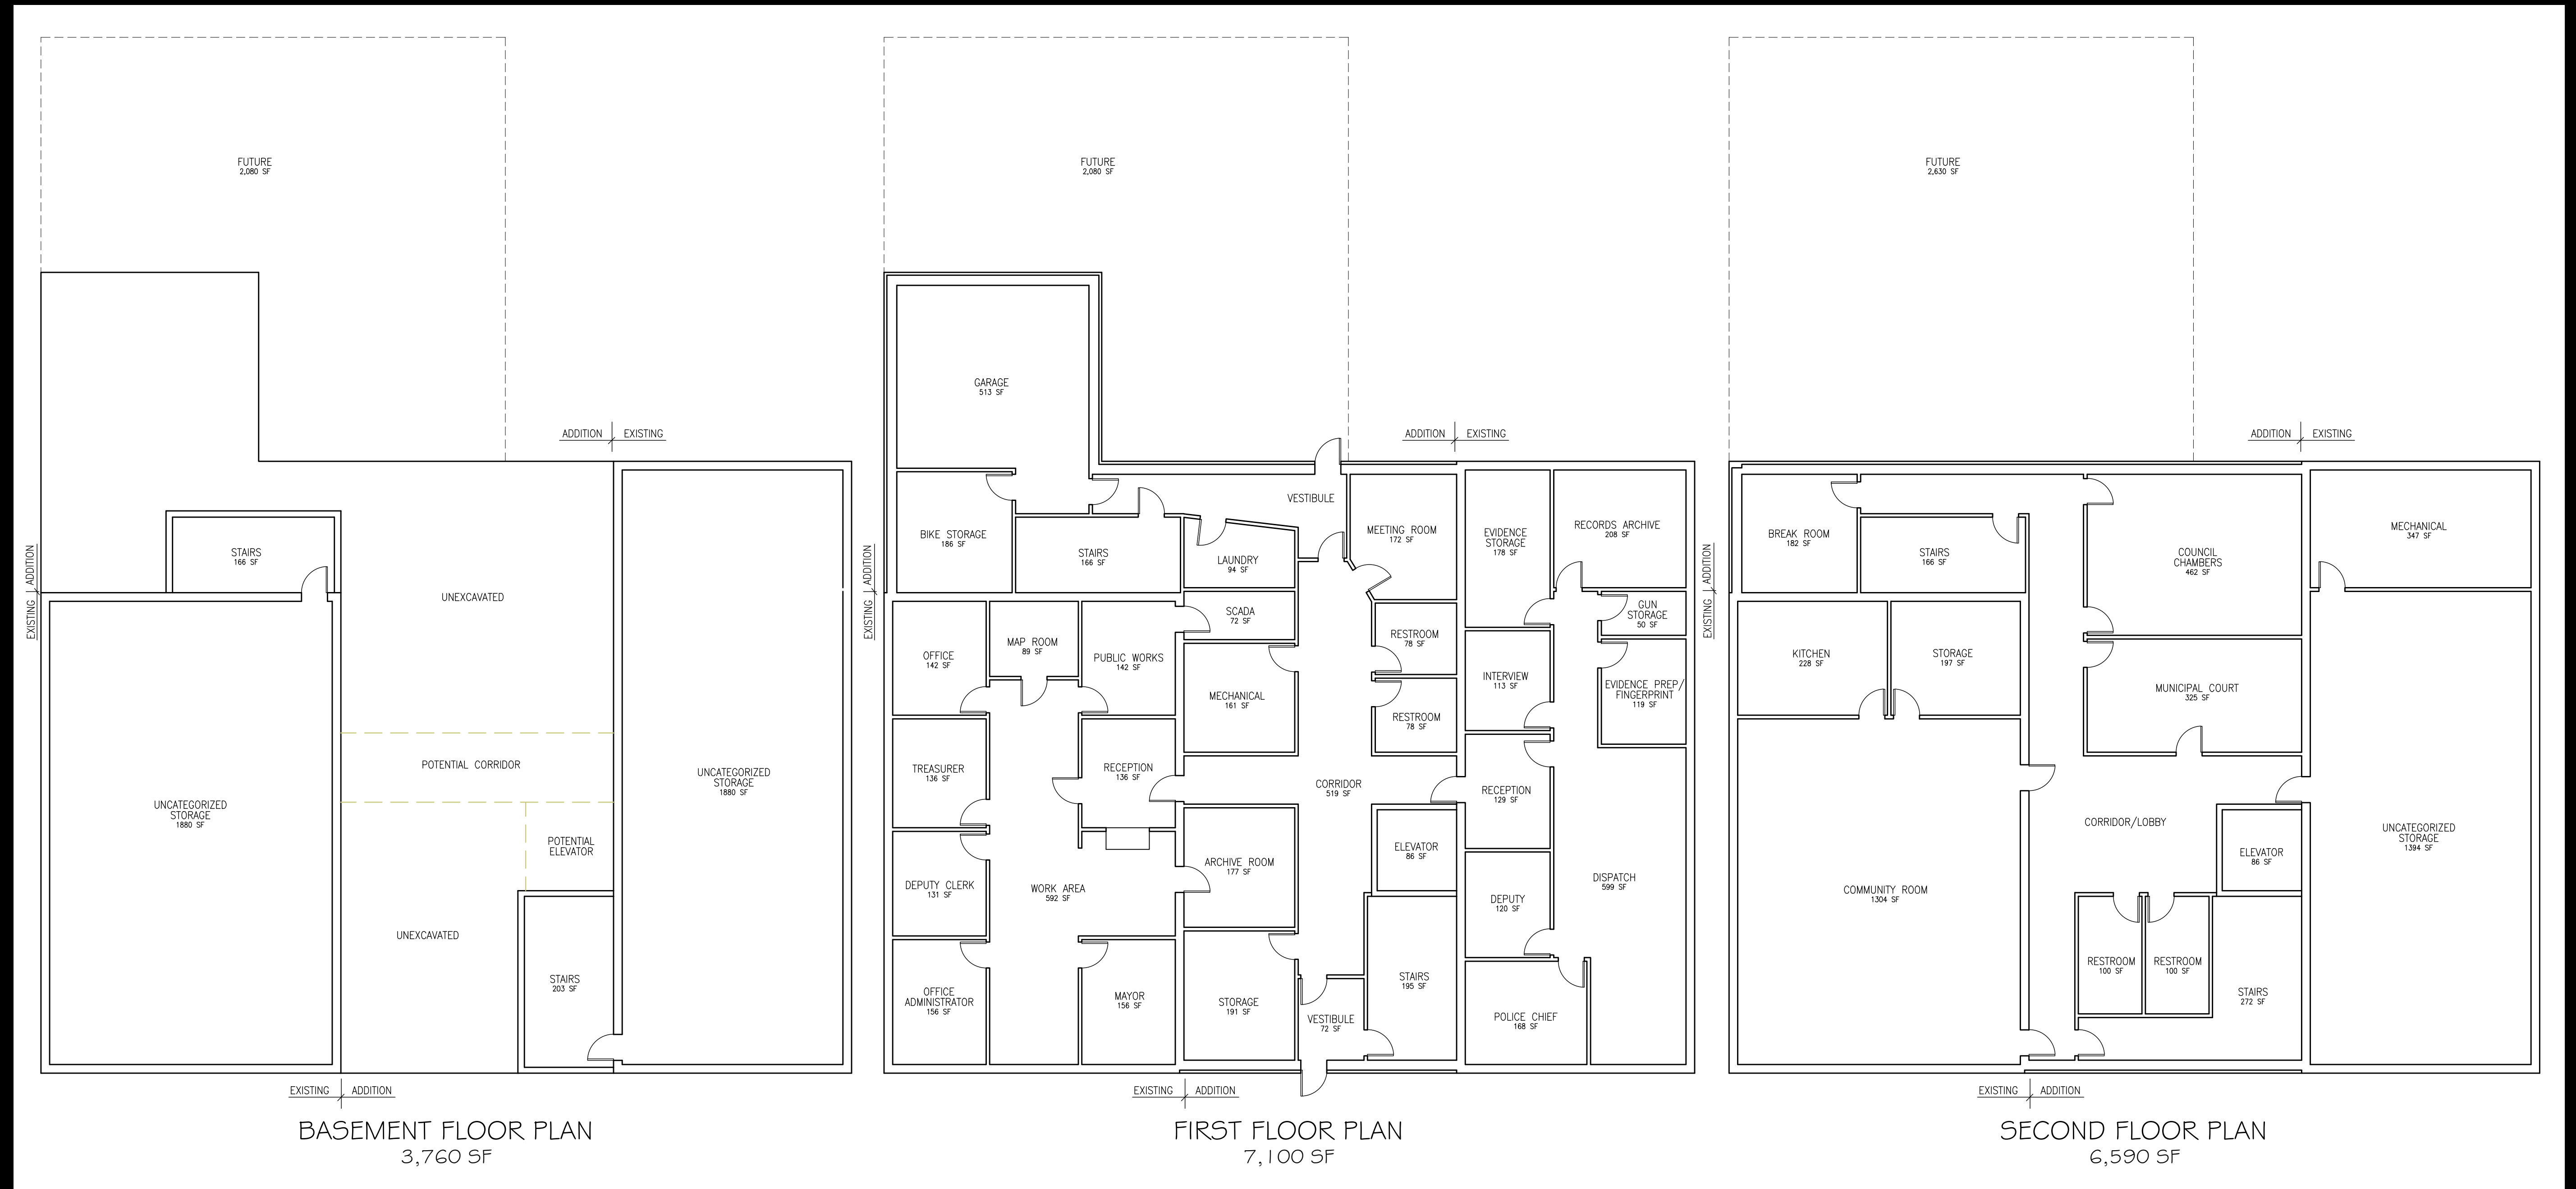 FUTURE
2,080 SF
ADDITION
EXISTING
STAIRS
166 SF
ADDITION
EXISTING
UNEXCAVATED
POTENTIAL CORRIDOR
UNCATEGORIZED
STORAGE
1880 SF
UNCATEGORIZED
STORAGE
1880 SF
POTENTIAL
ELEVATOR
UNEXCAVATED
STAIRS
203 SF
EXISTING
ADDITION
BASEMENT FLOOR PLAN
3,760 SF
FUTURE
2,080 SF
GARAGE
513 SF
ADDITION
EXISTING
VESTIBULE
BIKE STORAGE
186 SF
STAIRS
166 SF
LAUNDRY
94 SF
MEETING ROOM
172 SF
EVIDENCE
STORAGE
178 SF
RECORDS ARCHIVE
208 SF
ADDITION
EXISTING
SCADA
72 SF
GUN
STORAGE
50 SF
OFFICE
142 SF
MAP ROOM
89 SF
PUBLIC WORKS
142 SF
RESTROOM
78 SF
MECHANICAL
161 SF
INTERVIEW
113 SF
EVIDENCE PREP/
FINGERPRINT
119 SF
RESTROOM
78 SF
TREASURER
136 SF
RECEPTION
136 SF
CORRIDOR
519 SF
RECEPTION
129 SF
ARCHIVE ROOM
177 SF
ELEVATOR
86 SF
DEPUTY CLERK
131 SF
WORK AREA
592 SF
DEPUTY
120 SF
DISPATCH
599 SF
OFFICE
ADMINISTRATOR
156 SF
MAYOR
156 SF
STORAGE
191 SF
VESTIBULE
72 SF
STAIRS
195 SF
POLICE CHIEF
168 SF
EXISTING
ADDITION
FIRST FLOOR PLAN
7,100 SF
FUTURE
2,630 SF
ADDITION
EXISTING
BREAK ROOM
182 SF
STAIRS
166 SF
COUNCIL
CHAMBERS
462 SF
MECHANICAL
347 SF
ADDITION
EXISTING
KITCHEN
228 SF
STORAGE
197 SF
MUNICIPAL COURT
325 SF
CORRIDOR/LOBBY
UNCATEGORIZED
STORAGE
1394 SF
ELEVATOR
86 SF
COMMUNITY ROOM
1304 SF
RESTROOM
100 SF
RESTROOM
100 SF
STAIRS
272 SF
EXISTING
ADDITION
SECOND FLOOR PLAN
6,590 SF